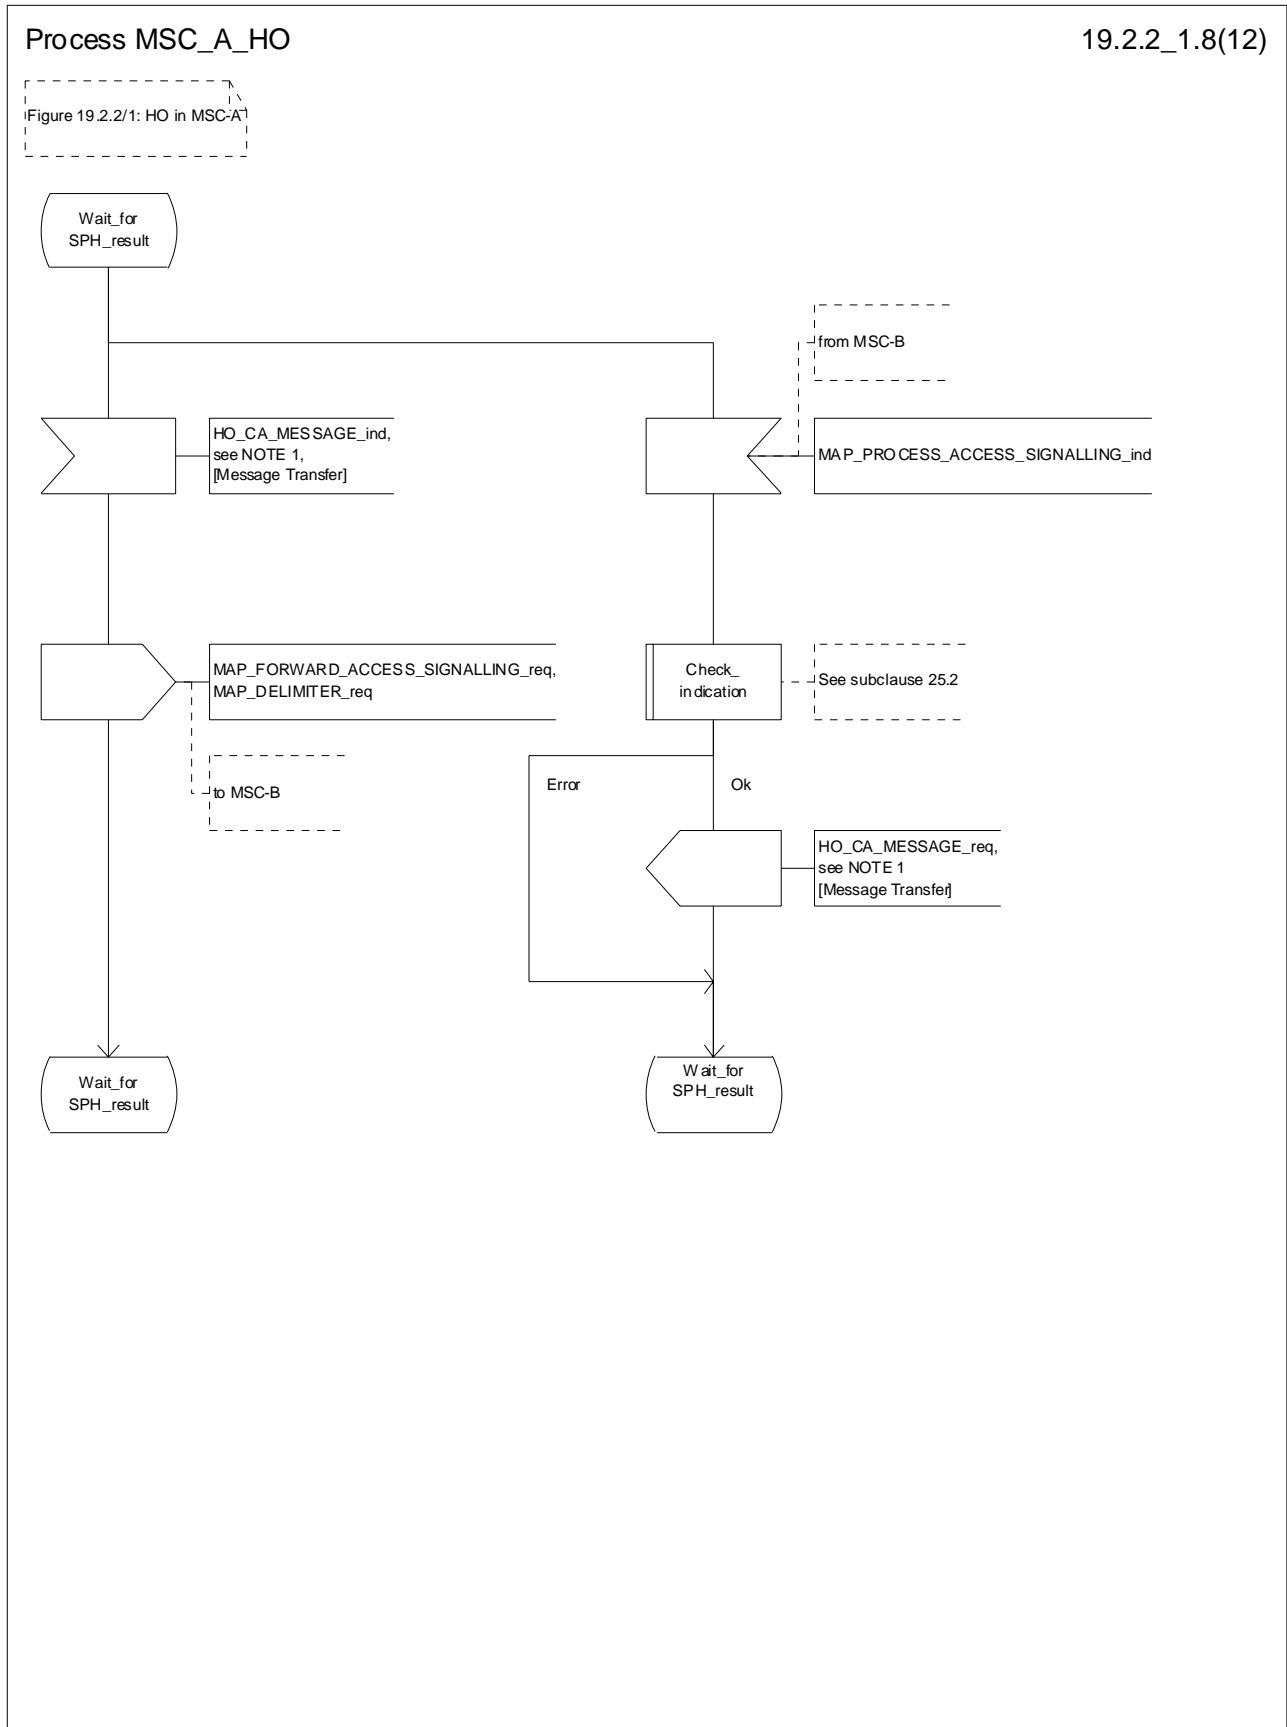 Process MSC_A_HO
19.2.2_1.8(12)
Figure 19.2.2/1: HO in MSC-A
Wait_for
SPH_result
from MSC-B
HO_CA_MESSAGE_ind,
see NOTE 1,
[Message Transfer]
MAP_PROCESS_ACCESS_SIGNALLING_ind
MAP_FORWARD_ACCESS_SIGNALLING_req,
MAP_DELIMITER_req
Check_
indication
See subclause 25.2
to MSC-B
Error
Ok
HO_CA_MESSAGE_req,
see NOTE 1
[Message Transfer]
Wait_for
SPH_result
Wait_for
SPH_result